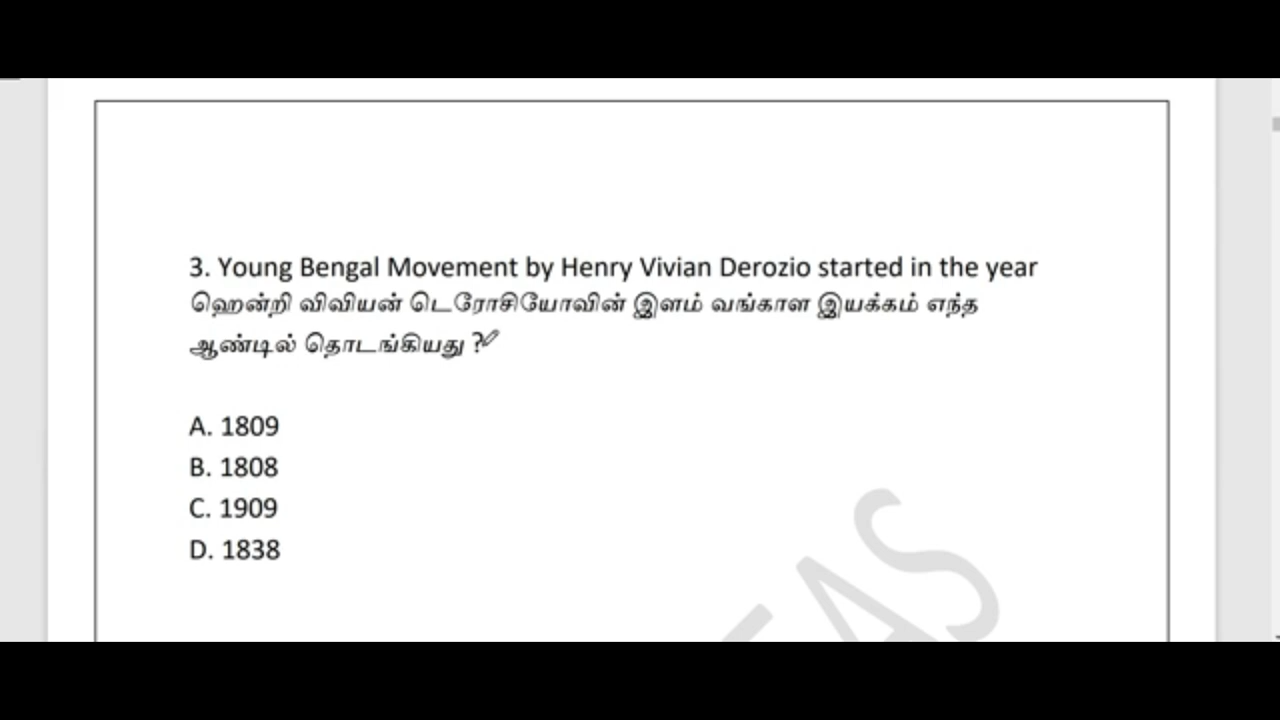 3. Young Bengal Movement by Henry Vivian Derozio started in the year
ஹென்றி விவியன் டெரோசியோவின் இளம் வங்காள இயக்கம் எந்த
ஆண்டில் தொடங்கியது ?
A. 1809
B. 1808
C. 1909
D. 1838